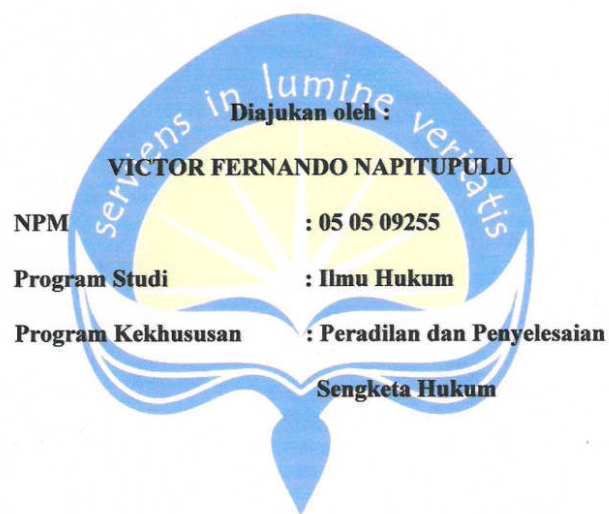 serviens in lumine veritatis
Diajukan oleh :
VICTOR FERNANDO NAPITUPULU
NPM : 05 05 09255
Program Studi : Ilmu Hukum
Program Kekhususan : Peradilan dan Penyelesaian
Sengketa Hukum